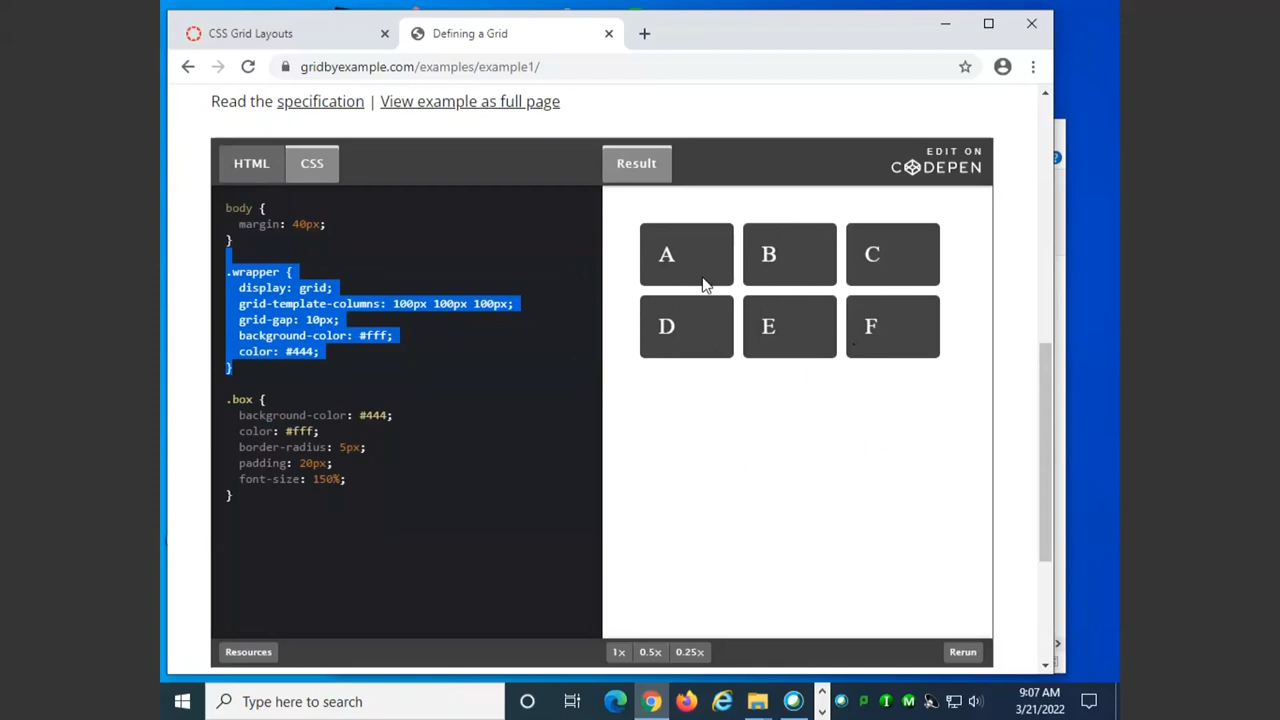 CSS Grid Layouts
Defining a Grid
gridbyexample.com/examples/example1/
Read the specification | View example as full page
HTML
CSS
Result
EDIT ON
CODEPEN
body {
margin: 40px;
}
.wrapper {
display: grid;
grid-template-columns: 100px 100px 100px;
grid-gap: 10px;
background-color: #fff;
color: #444;
}
.box {
background-color: #444;
color: #fff;
border-radius: 5px;
padding: 20px;
font-size: 150%;
}
A B C
D E F
Resources
1x 0.5x 0.25x
Rerun
Type here to search
9:07 AM
3/21/2022